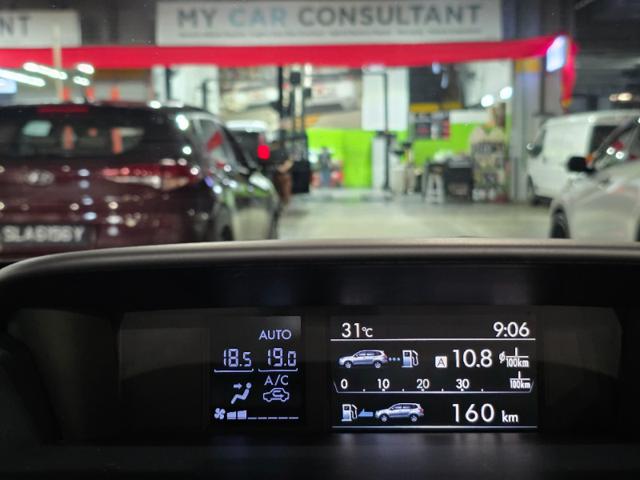 MY CAR CONSULTANT
SLA6156Y
AUTO
18.5 19.0
A/C
31°C 9:06
A 10.8 ℓ/100km
0 10 20 30 ℓ/100km
160 km